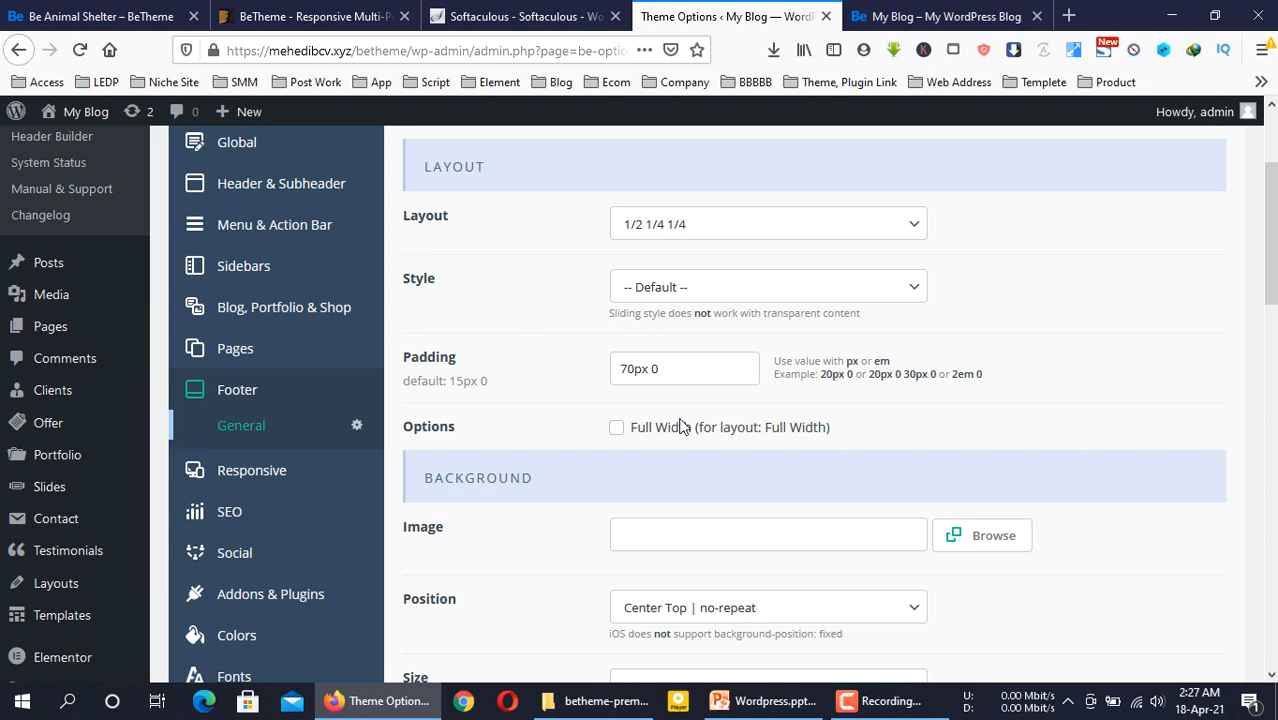 Be Animal Shelter – BeTheme
BeTheme - Responsive Multi-P
Softaculous - Softaculous - Wo
Theme Options ‹ My Blog — WordP
My Blog – My WordPress Blog
https://mehedibcv.xyz/betheme/wp-admin/admin.php?page=be-optio
New
IQ
Access
LEDP
Niche Site
SMM
Post Work
App
Script
Element
Blog
Ecom
Company
BBBBB
Theme, Plugin Link
Web Address
Templete
Product
My Blog
2
0
New
Howdy, admin
Header Builder
System Status
Manual & Support
Changelog
Posts
Media
Pages
Comments
Clients
Offer
Portfolio
Slides
Contact
Testimonials
Layouts
Templates
Elementor
Global
Header & Subheader
Menu & Action Bar
Sidebars
Blog, Portfolio & Shop
Pages
Footer
General
Responsive
SEO
Social
Addons & Plugins
Colors
Fonts
LAYOUT
Layout
1/2 1/4 1/4
Style
-- Default --
Sliding style does not work with transparent content
Padding
default: 15px 0
70px 0
Use value with px or em
Example: 20px 0 or 20px 0 30px 0 or 2em 0
Options
Full Width (for layout: Full Width)
BACKGROUND
Image
Browse
Position
Center Top | no-repeat
iOS does not support background-position: fixed
Size
Theme Option...
betheme-prem...
Player
Wordpress.ppt...
Recording...
U: 0.00 Mbit/s
D: 0.00 Mbit/s
2:27 AM
18-Apr-21
1